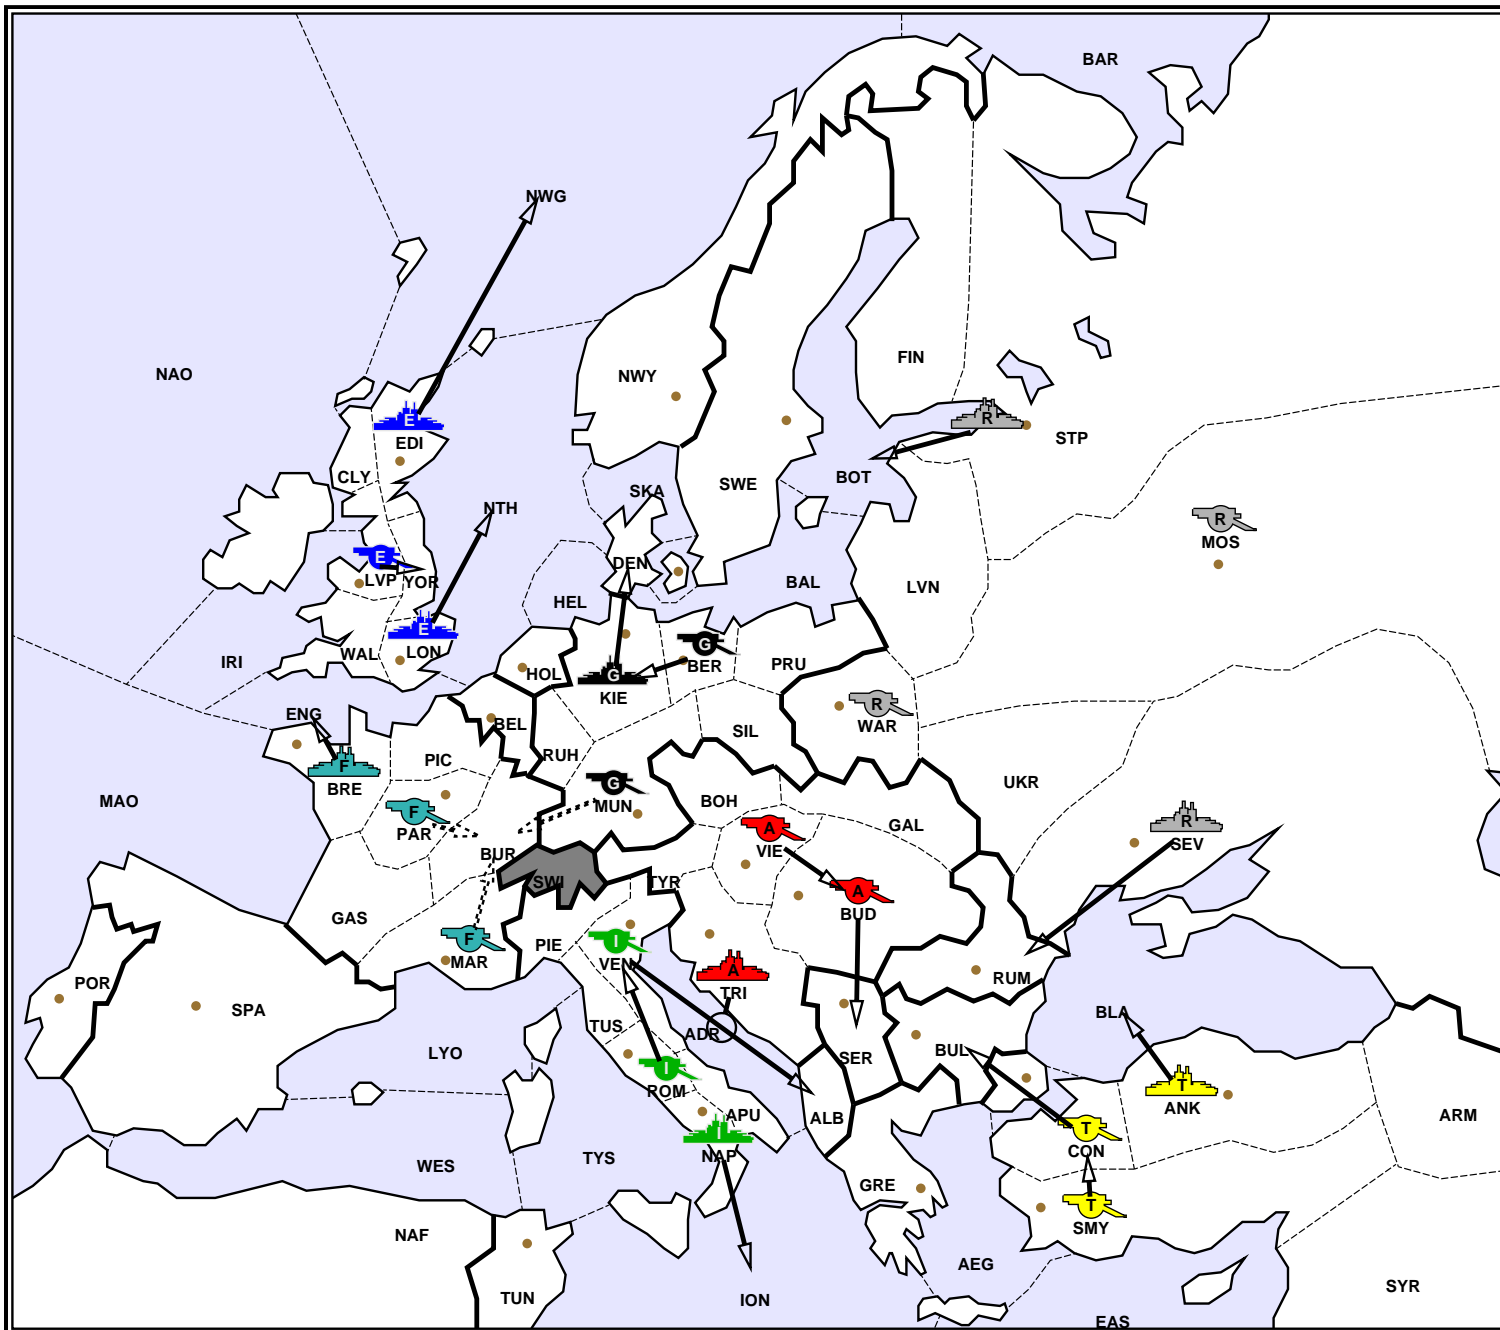 BAR
NWG
NAO
FIN
NWY
E
R
EDI
STP
CLY
BOT
SWE
SKA
NTH
R
MOS
E
LVP YOR
DEN
BAL
LVN
HEL
E
LON
WAL
IRI
G
BER
PRU
HOL
G
KIE
R
WAR
ENG
BEL
SIL
PIC
RUH
UKR
F
BRE
MAO
G
MUN
BOH
F
PAR
GAL
A
VIE
R
SEV
BUR
SWI
TYR
A
BUD
GAS
F
MAR
PIE
I
VEN
A
TRI
RUM
POR
SPA
BLA
TUS
ADR
LYO
SER
BUL
I
ROM
T
ANK
APU
ALB
ARM
I
NAP
T
CON
WES
TYS
GRE
T
SMY
NAF
AEG
SYR
TUN
ION
EAS